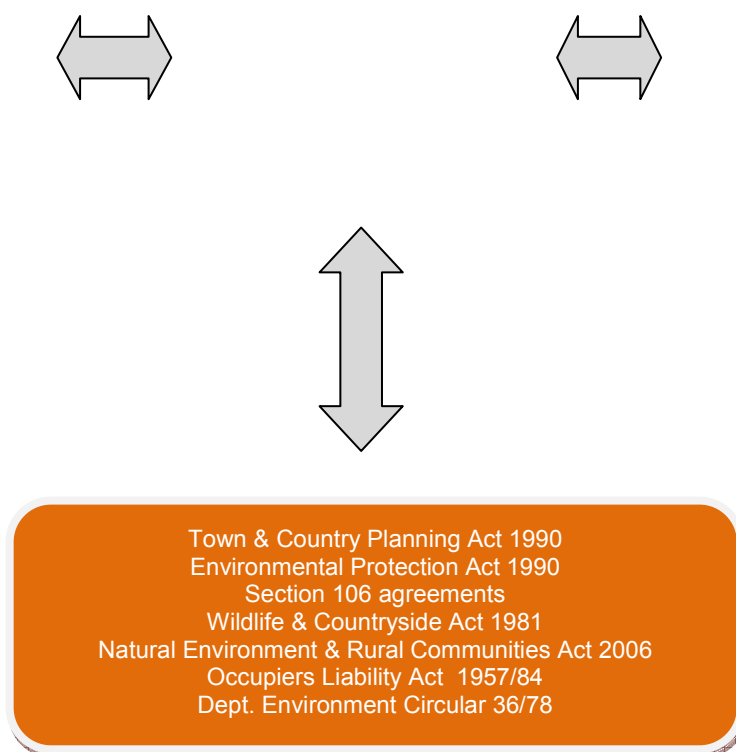 Town & Country Planning Act 1990
Environmental Protection Act 1990
Section 106 agreements
Wildlife & Countryside Act 1981
Natural Environment & Rural Communities Act 2006
Occupiers Liability Act  1957/84
Dept. Environment Circular 36/78